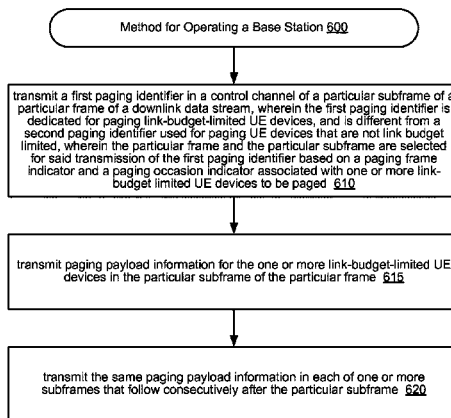 Method for Operating a Base Station 600
transmit a first paging identifier in a control channel of a particular subframe of a
particular frame of a downlink data stream, wherein the first paging identifier is
dedicated for paging link-budget-limited UE devices, and is different from a
second paging identifier used for paging UE devices that are not link budget
limited, wherein the particular frame and the particular subframe are selected
for said transmission of the first paging identifier based on a paging frame
indicator and a paging occasion indicator associated with one or more link-
budget limited UE devices to be paged 610
transmit paging payload information for the one or more link-budget-limited UE
devices in the particular subframe of the particular frame 615
transmit the same paging payload information in each of one or more
subframes that follow consecutively after the particular subframe 620